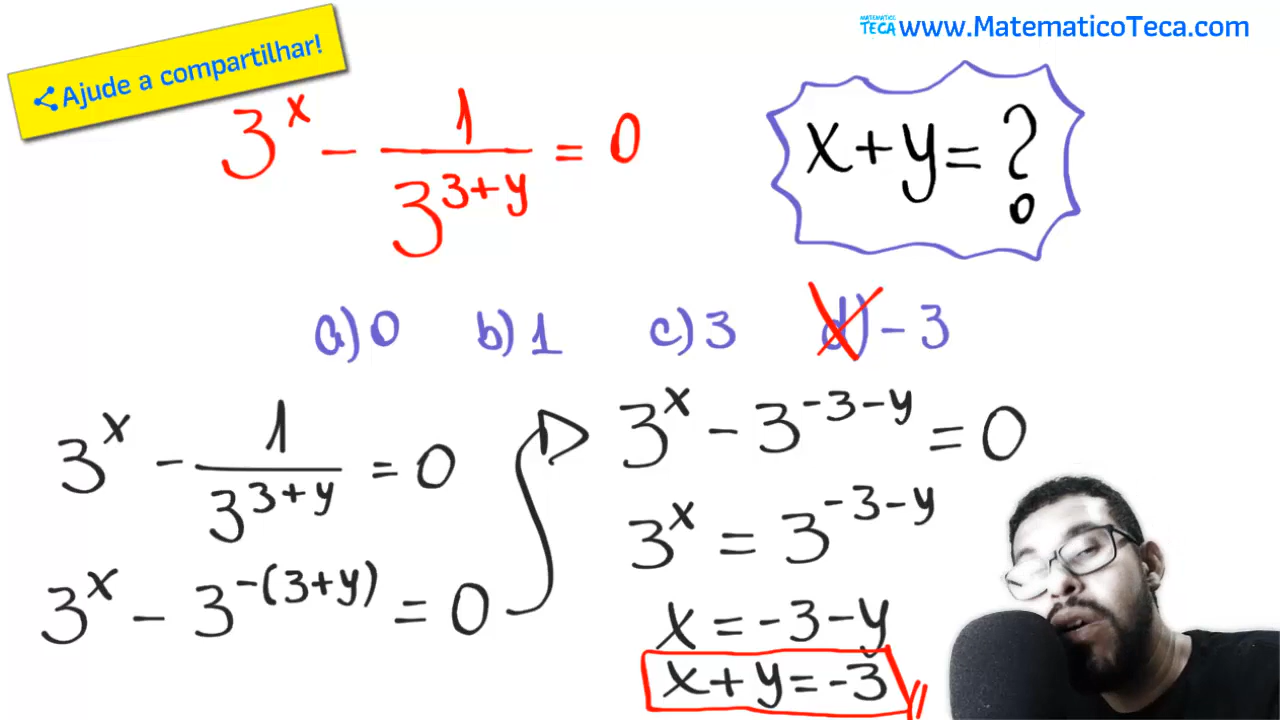 MATEMATICO
TECA
www.MatematicoTeca.com
Ajude a compartilhar!
3^x - 1/3^(3+y) = 0
x+y=?
a) 0 b) 1 c) 3 d) -3
3^x - 1/3^(3+y) = 0
3^x - 3^(-(3+y)) = 0
3^x - 3^(-3-y) = 0
3^x = 3^(-3-y)
x = -3-y
x+y=-3